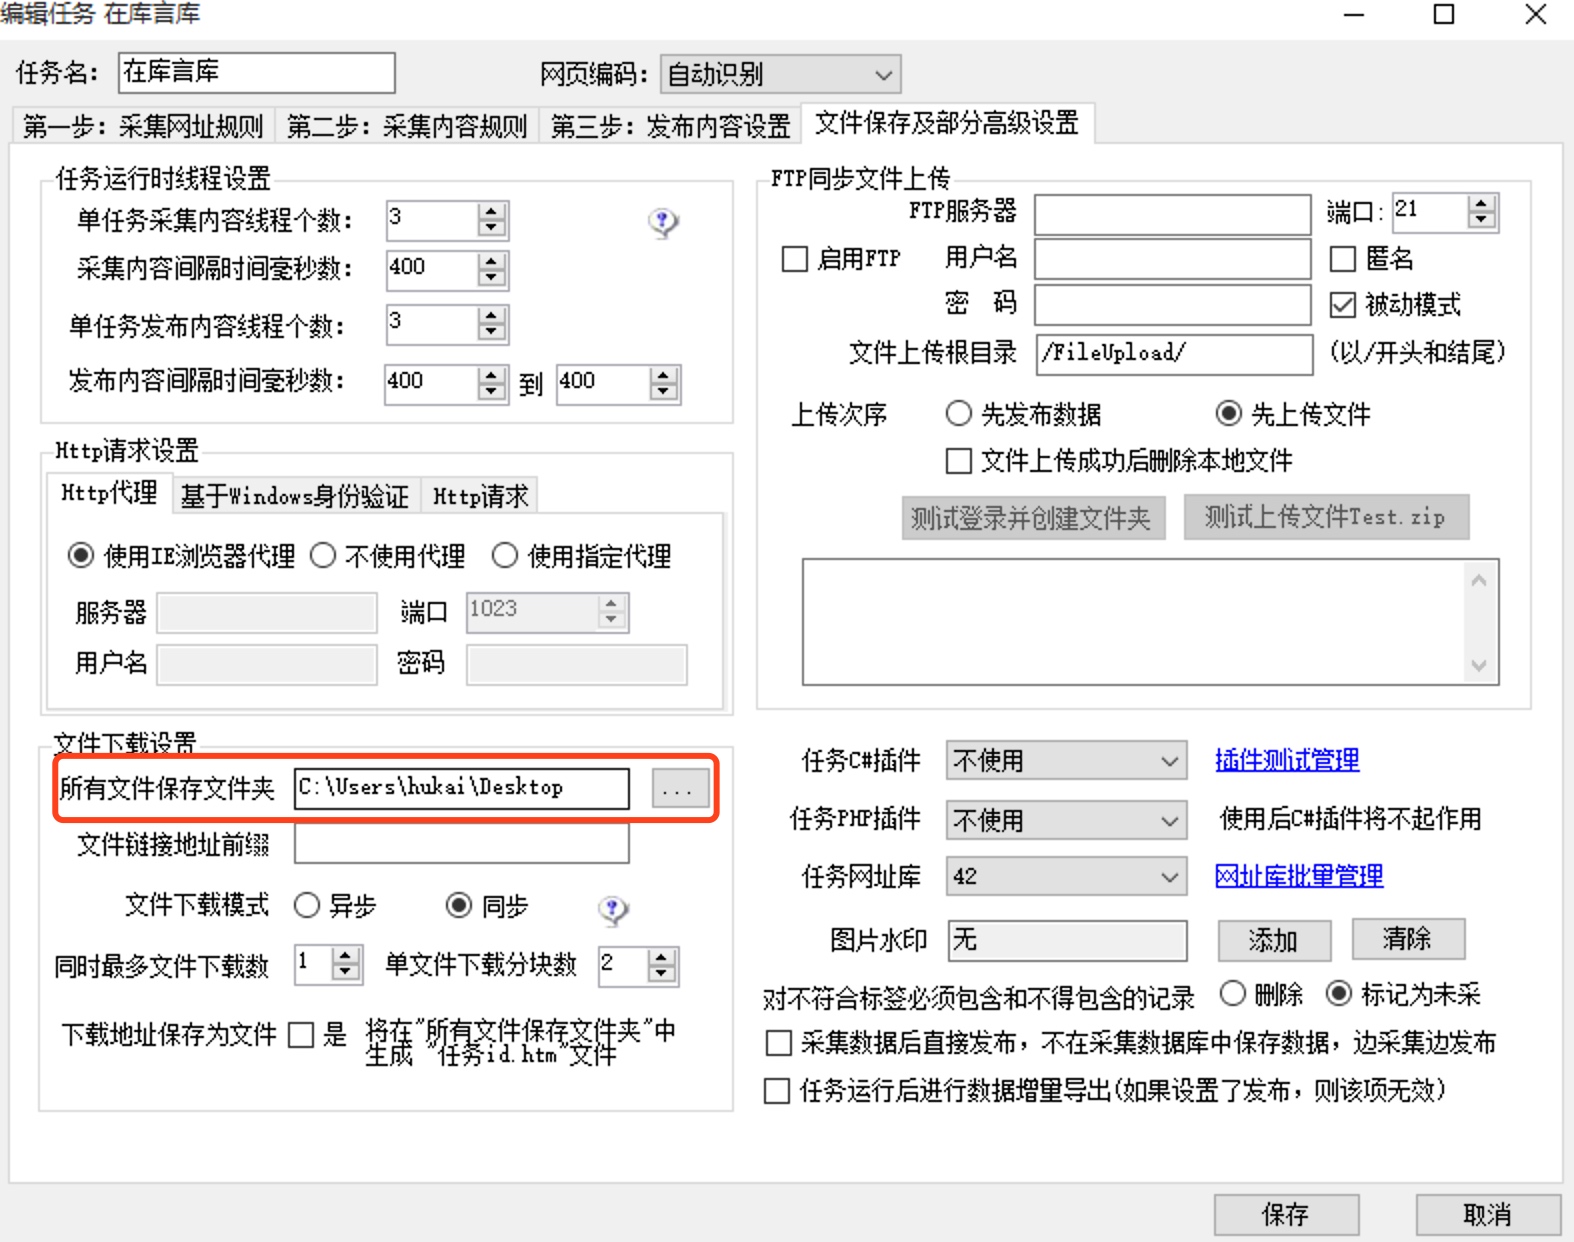 编辑任务 在库言库
任务名：
在库言库
网页编码：
自动识别
第一步：采集网址规则
第二步：采集内容规则
第三步：发布内容设置
文件保存及部分高级设置
任务运行时线程设置
单任务采集内容线程个数：
3
采集内容间隔时间毫秒数：
400
单任务发布内容线程个数：
3
发布内容间隔时间毫秒数：
400
到
400
Http请求设置
Http代理
基于Windows身份验证
Http请求
使用IE浏览器代理
不使用代理
使用指定代理
服务器
端口
1023
用户名
密码
文件下载设置
所有文件保存文件夹
C:\Users\hukai\Desktop
...
文件链接地址前缀
文件下载模式
异步
同步
同时最多文件下载数
1
单文件下载分块数
2
下载地址保存为文件
是
将在"所有文件保存文件夹"中
生成 "任务id.htm"文件
FTP同步文件上传
FTP服务器
端口:
21
启用FTP
用户名
匿名
密 码
被动模式
文件上传根目录
/FileUpload/
(以/开头和结尾)
上传次序
先发布数据
先上传文件
文件上传成功后删除本地文件
测试登录并创建文件夹
测试上传文件Test.zip
任务C#插件
不使用
插件测试管理
任务PHP插件
不使用
使用后C#插件将不起作用
任务网址库
42
网址库批量管理
图片水印
无
添加
清除
对不符合标签必须包含和不得包含的记录
删除
标记为未采
采集数据后直接发布，不在采集数据库中保存数据，边采集边发布
任务运行后进行数据增量导出(如果设置了发布，则该项无效)
保存
取消